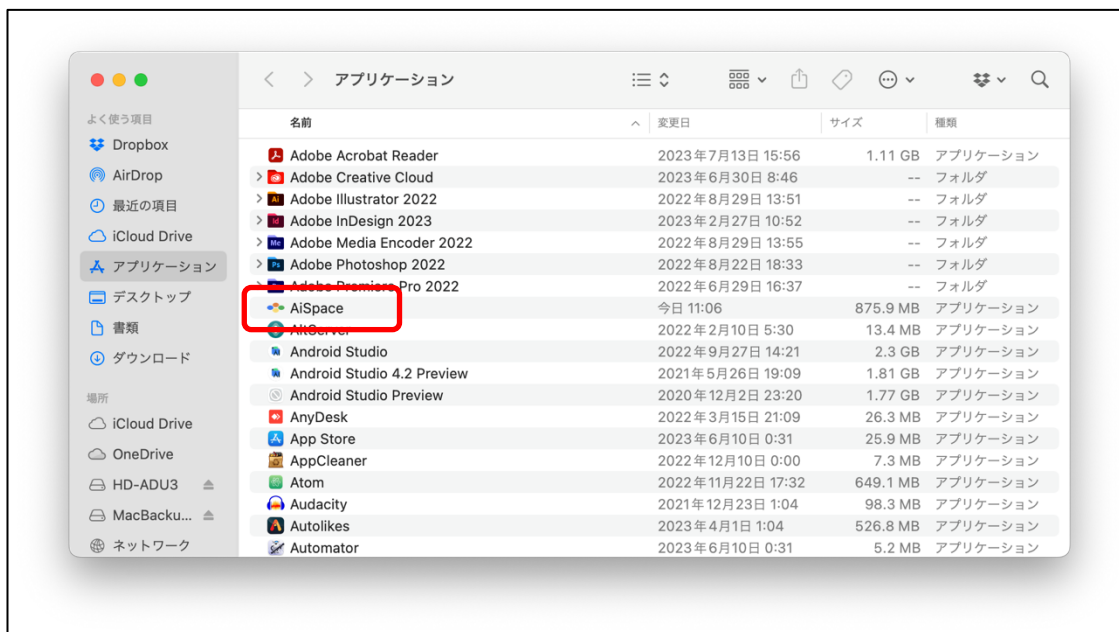 アプリケーション
よく使う項目
Dropbox
AirDrop
最近の項目
iCloud Drive
アプリケーション
デスクトップ
書類
ダウンロード
場所
iCloud Drive
OneDrive
HD-ADU3
MacBacku...
ネットワーク
名前 変更日 サイズ 種類
Adobe Acrobat Reader 2023年7月13日 15:56 1.11 GB アプリケーション
Adobe Creative Cloud 2023年6月30日 8:46 -- フォルダ
Adobe Illustrator 2022 2022年8月29日 13:51 -- フォルダ
Adobe InDesign 2023 2023年2月27日 10:52 -- フォルダ
Adobe Media Encoder 2022 2022年8月29日 13:55 -- フォルダ
Adobe Photoshop 2022 2022年8月22日 18:33 -- フォルダ
Adobe Premiere Pro 2022 2022年6月29日 16:37 -- フォルダ
AiSpace 今日 11:06 875.9 MB アプリケーション
AltServer 2022年2月10日 5:30 13.4 MB アプリケーション
Android Studio 2022年9月27日 14:21 2.3 GB アプリケーション
Android Studio 4.2 Preview 2021年5月26日 19:09 1.81 GB アプリケーション
Android Studio Preview 2020年12月2日 23:20 1.77 GB アプリケーション
AnyDesk 2022年3月15日 21:09 26.3 MB アプリケーション
App Store 2023年6月10日 0:31 25.9 MB アプリケーション
AppCleaner 2022年12月10日 0:00 7.3 MB アプリケーション
Atom 2022年11月22日 17:32 649.1 MB アプリケーション
Audacity 2021年12月23日 1:04 98.3 MB アプリケーション
Autolikes 2023年4月1日 1:04 526.8 MB アプリケーション
Automator 2023年6月10日 0:31 5.2 MB アプリケーション